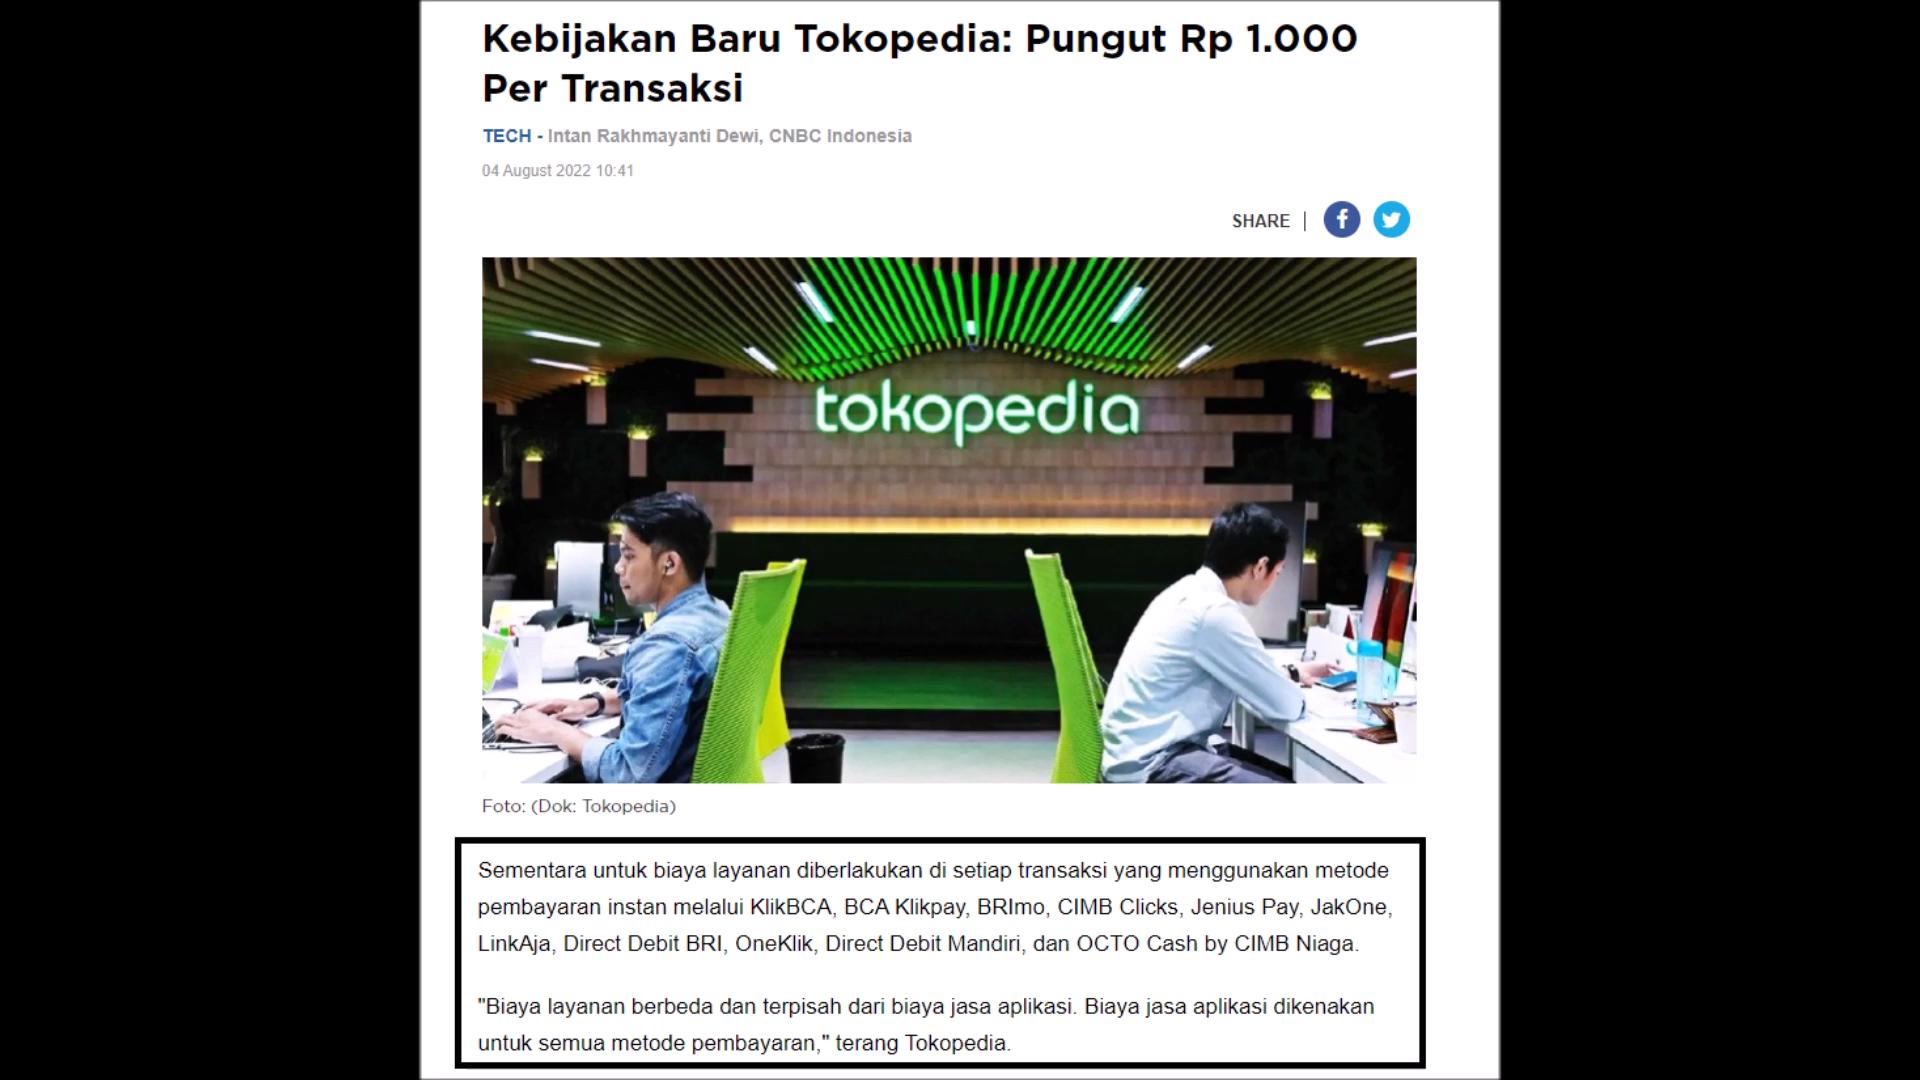 Kebijakan Baru Tokopedia: Pungut Rp 1.000
Per Transaksi
TECH - Intan Rakhmayanti Dewi, CNBC Indonesia
04 August 2022 10:41
SHARE |
tokopedia
Foto: (Dok: Tokopedia)
Sementara untuk biaya layanan diberlakukan di setiap transaksi yang menggunakan metode
pembayaran instan melalui KlikBCA, BCA Klikpay, BRImo, CIMB Clicks, Jenius Pay, JakOne,
LinkAja, Direct Debit BRI, OneKlik, Direct Debit Mandiri, dan OCTO Cash by CIMB Niaga.
"Biaya layanan berbeda dan terpisah dari biaya jasa aplikasi. Biaya jasa aplikasi dikenakan
untuk semua metode pembayaran," terang Tokopedia.